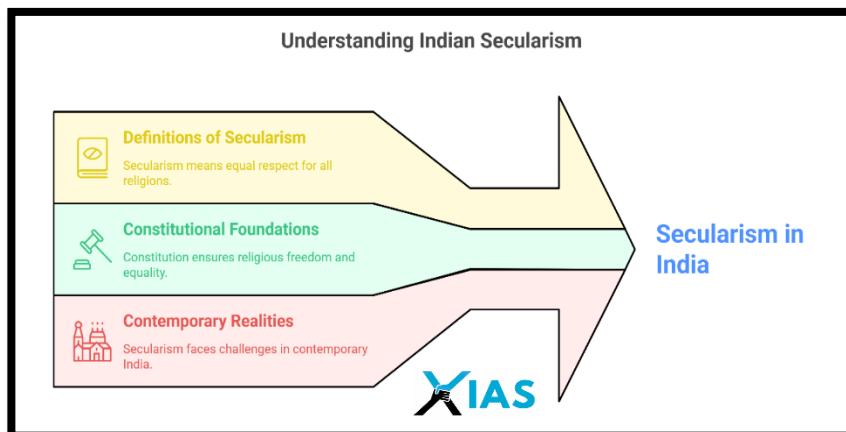 Understanding Indian Secularism
Definitions of Secularism
Secularism means equal respect for all
religions.
Constitutional Foundations
Constitution ensures religious freedom and
equality.
Contemporary Realities
Secularism faces challenges in contemporary
India.
Secularism in
India
XIAS